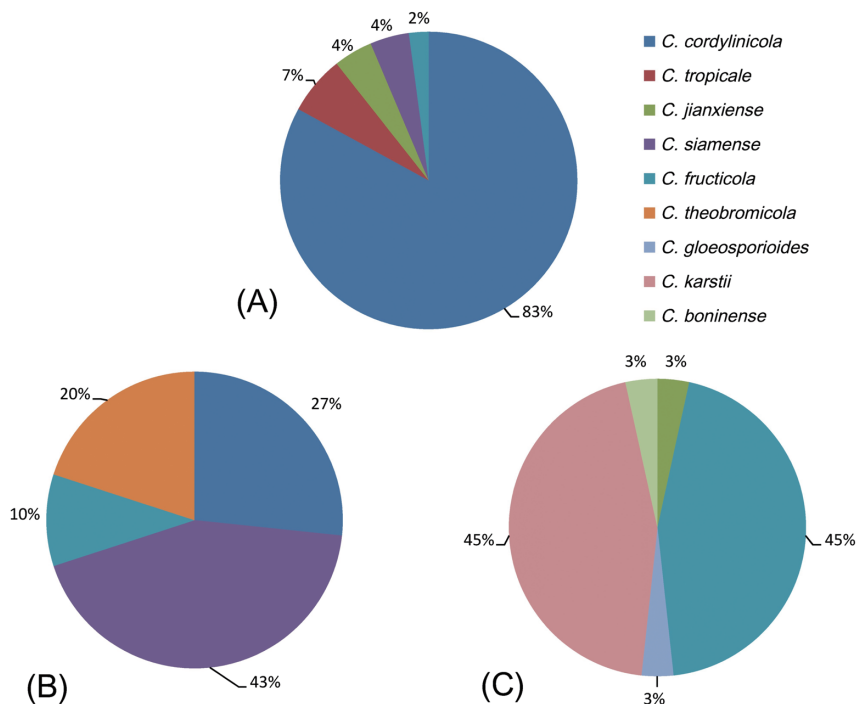 4%
4%
2%
7%
83%
(A)
C. cordylinicola
C. tropicale
C. jianxiense
C. siamense
C. fructicola
C. theobromicola
C. gloeosporioides
C. karstii
C. boninense
20%
27%
10%
43%
(B)
3%
3%
45%
45%
3%
(C)